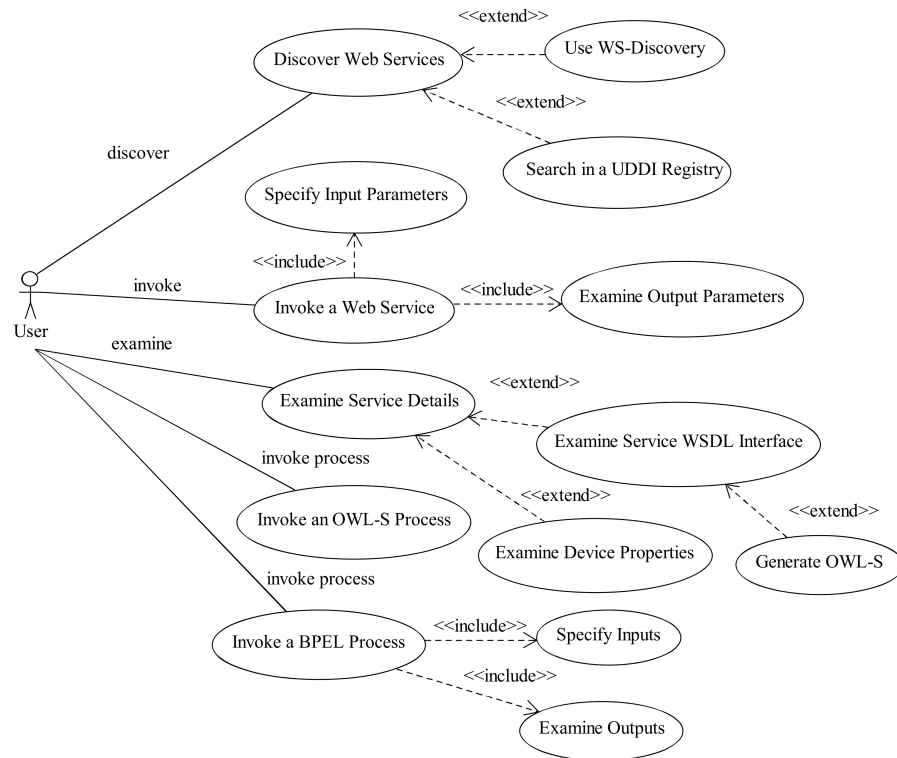 <<extend>>
Discover Web Services
Use WS-Discovery
<<extend>>
discover
Search in a UDDI Registry
Specify Input Parameters
<<include>>
invoke
Invoke a Web Service
<<include>>
Examine Output Parameters
User
examine
Examine Service Details
<<extend>>
Examine Service WSDL Interface
invoke process
<<extend>>
<<extend>>
Invoke an OWL-S Process
Examine Device Properties
Generate OWL-S
invoke process
Invoke a BPEL Process
<<include>>
Specify Inputs
<<include>>
Examine Outputs